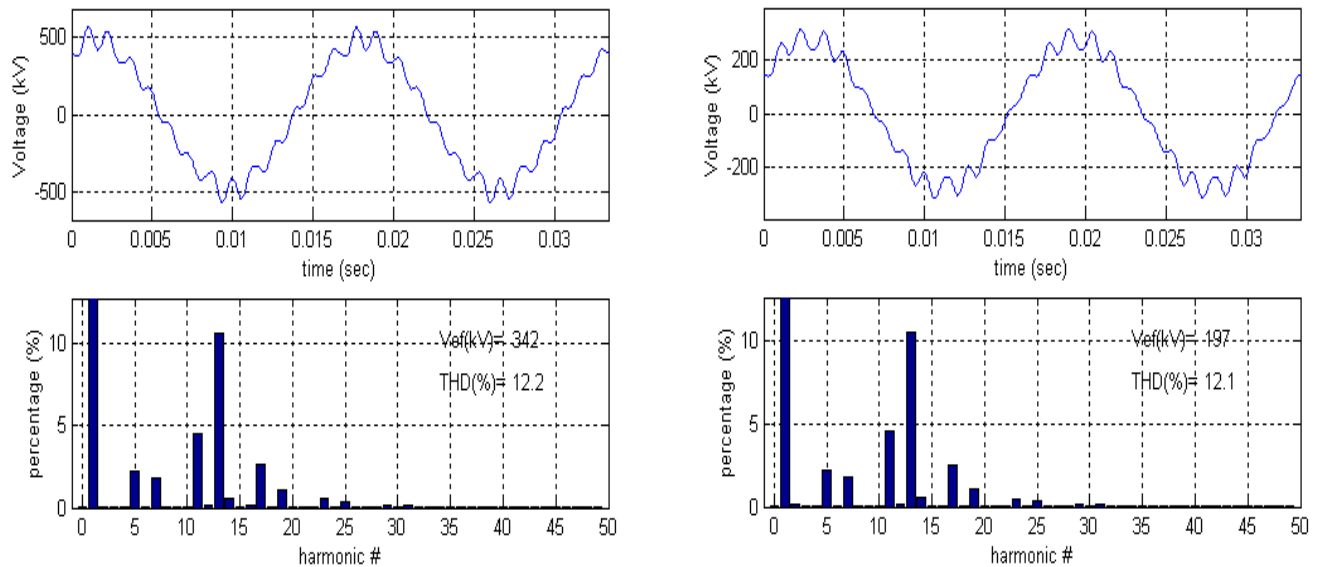 500
0
-500
Voltage (kV)
0 0.005 0.01 0.015 0.02 0.025 0.03
time (sec)
200
0
-200
Voltage (kV)
0 0.005 0.01 0.015 0.02 0.025 0.03
time (sec)
10
5
0
percentage (%)
Vef(kV)= 342
THD(%)= 12.2
0 5 10 15 20 25 30 35 40 45 50
harmonic #
10
5
0
percentage (%)
Vef(kV)= 197
THD(%)= 12.1
0 5 10 15 20 25 30 35 40 45 50
harmonic #